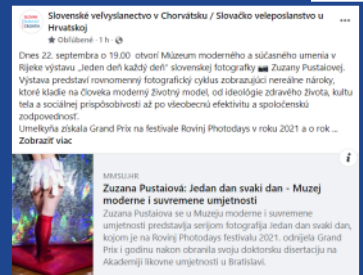 Slovenské veľvyslanectvo v Chorvátsku / Slovačko veleposlanstvo u
Hrvatskoj
Obľúbené · 1 h ·
Dnes 22. septembra o 19.00 otvorí Múzeum moderného a súčasného umenia v
Rijeke výstavu „Jeden deň každý deň" slovenskej fotografky 📷 Zuzany Pustaiovej.
Výstava predstaví rovnomenný fotografický cyklus zobrazujúci nereálne nároky,
ktoré kladie na človeka moderný životný model, od ideológie zdravého života, kultu
tela a sociálnej prispôsobivosti až po všeobecnú efektivitu a spoločenskú
zodpovednosť.
Umelkyňa získala Grand Prix na festivale Rovinj Photodays v roku 2021 a o rok ...
Zobraziť viac
MMSU.HR
Zuzana Pustaiová: Jedan dan svaki dan - Muzej
moderne i suvremene umjetnosti
Zuzana Pustaiova se u Muzeju moderne i suvremene
umjetnosti predstavlja serijom fotografija Jedan dan svaki dan,
kojom je na Rovinj Photodays festivalu 2021. odnijela Grand
Prix i godinu nakon obranila svoju doktorsku disertaciju na
Akademiji likovne umjetnosti u Bratislavi.